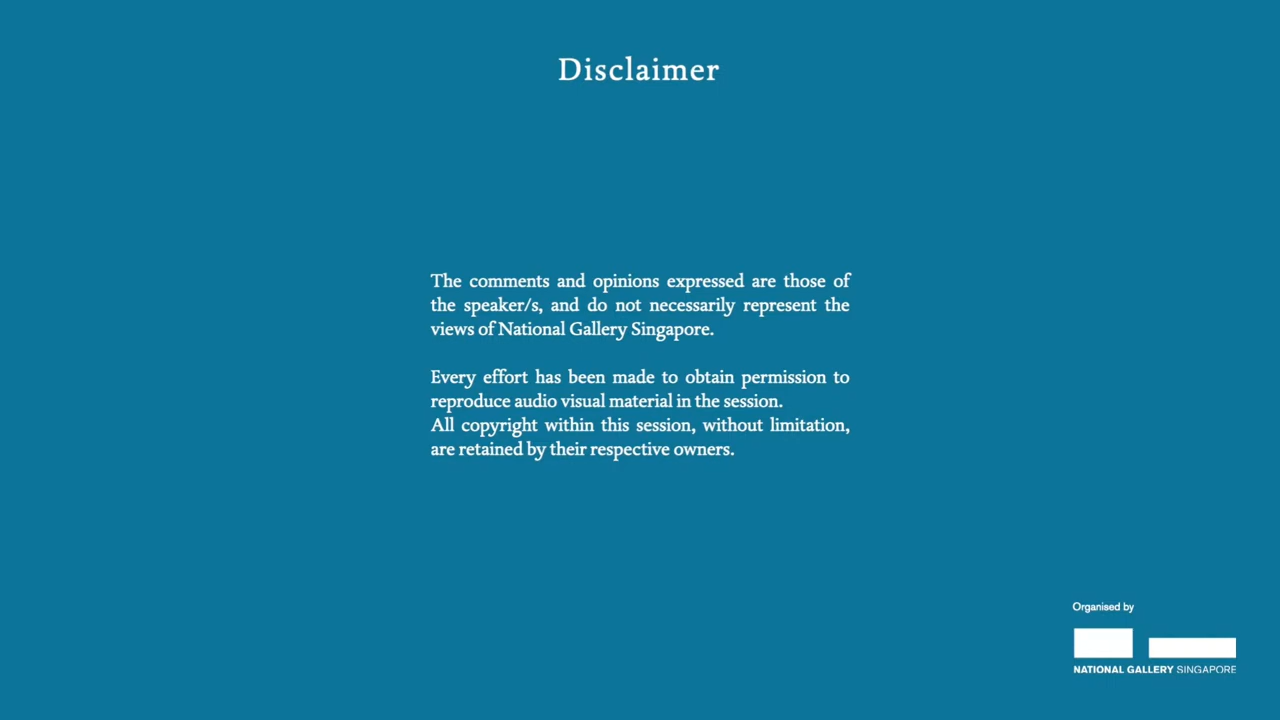 Disclaimer
The comments and opinions expressed are those of
the speaker/s, and do not necessarily represent the
views of National Gallery Singapore.
Every effort has been made to obtain permission to
reproduce audio visual material in the session.
All copyright within this session, without limitation,
are retained by their respective owners.
Organised by
NATIONAL GALLERY SINGAPORE